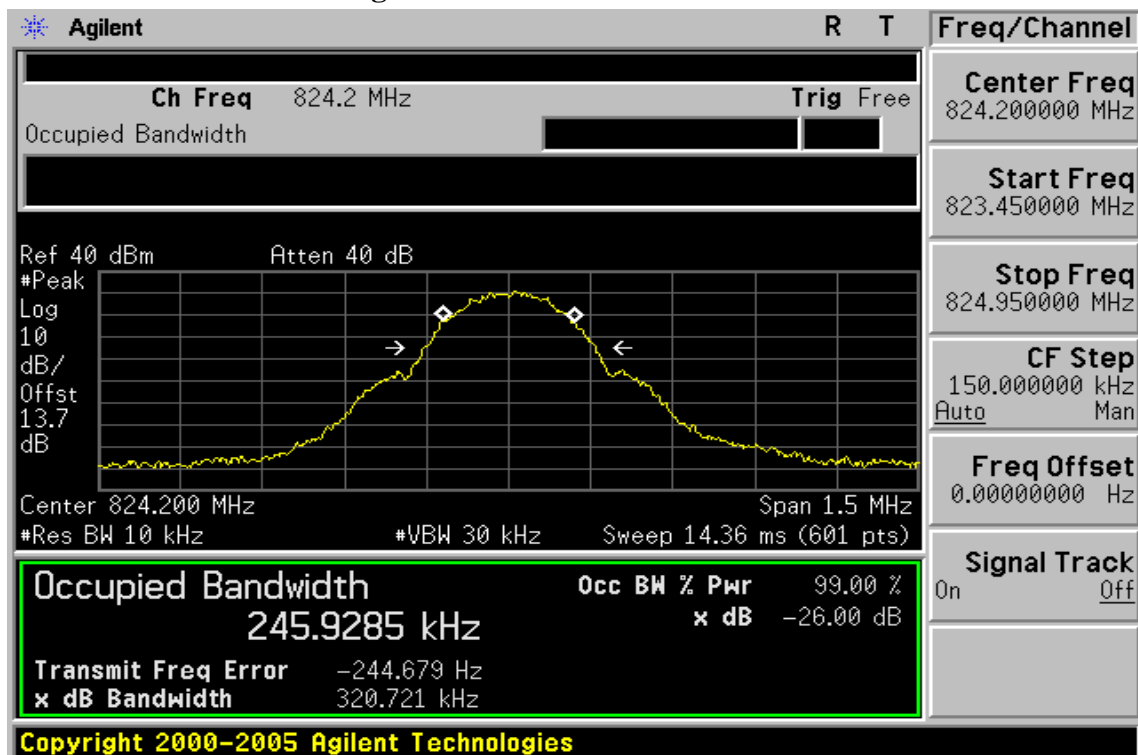 Agilent R T Freq/Channel
Ch Freq 824.2 MHz Trig Free
Occupied Bandwidth
Center Freq
824.200000 MHz
Start Freq
823.450000 MHz
Stop Freq
824.950000 MHz
CF Step
150.000000 kHz
Auto Man
Freq Offset
0.00000000 Hz
Signal Track
On Off
Ref 40 dBm Atten 40 dB
#Peak
Log
10
dB/
Offst
13.7
dB
Center 824.200 MHz Span 1.5 MHz
#Res BW 10 kHz #VBW 30 kHz Sweep 14.36 ms (601 pts)
Occupied Bandwidth Occ BW % Pwr 99.00 %
245.9285 kHz x dB -26.00 dB
Transmit Freq Error -244.679 Hz
x dB Bandwidth 320.721 kHz
Copyright 2000-2005 Agilent Technologies